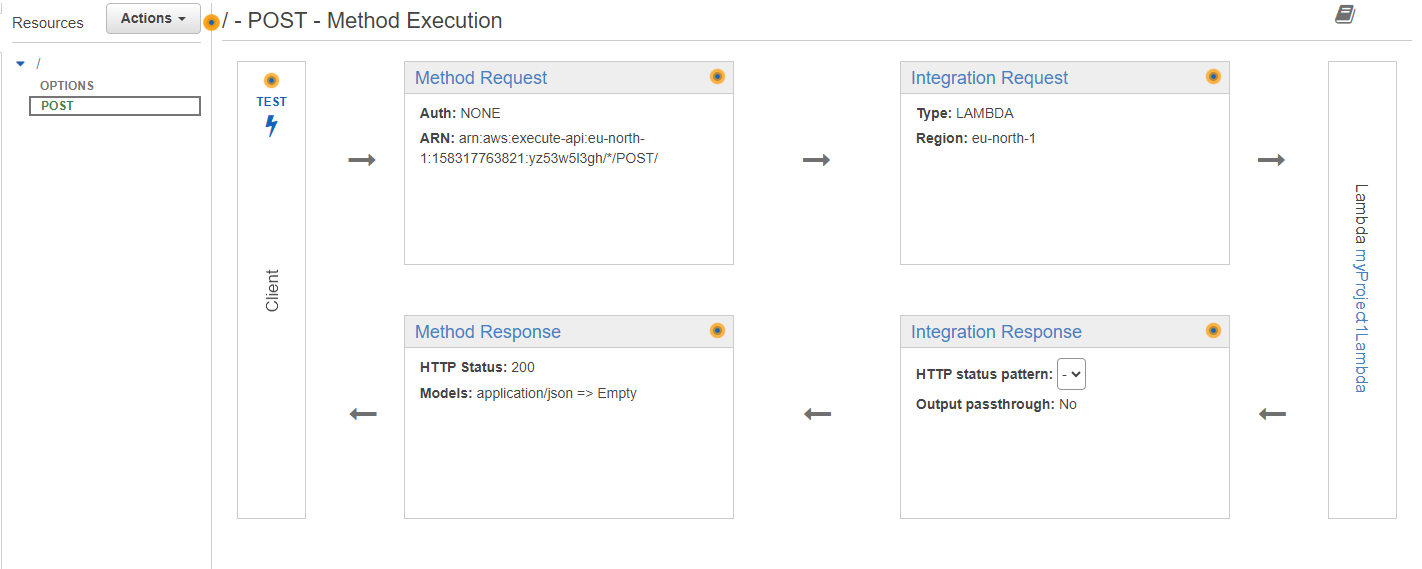 Resources
Actions
/ - POST - Method Execution
/
OPTIONS
POST
TEST
Client
Method Request
Auth: NONE
ARN: arn:aws:execute-api:eu-north-
1:158317763821:yz53w5l3gh/*/POST/
Integration Request
Type: LAMBDA
Region: eu-north-1
Lambda myProject1Lambda
Method Response
HTTP Status: 200
Models: application/json => Empty
Integration Response
HTTP status pattern: -
Output passthrough: No